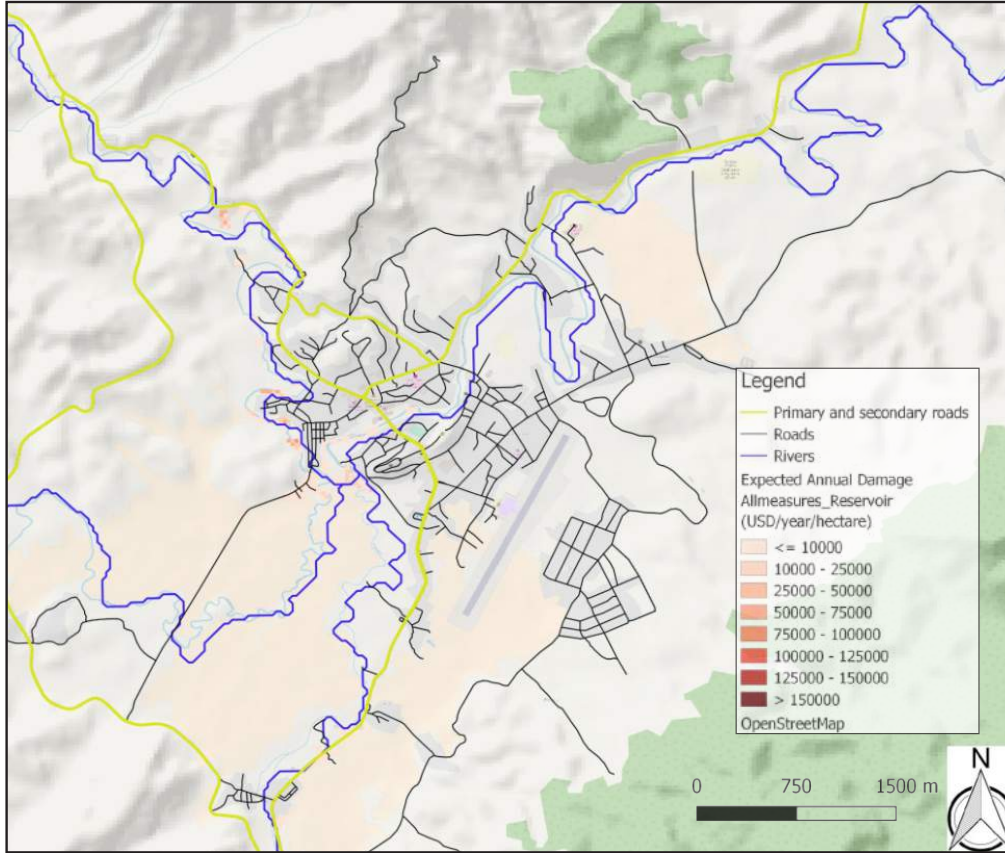 Legend
Primary and secondary roads
Roads
Rivers
Expected Annual Damage
Allmeasures_Reservoir
(USD/year/hectare)
<= 10000
10000 - 25000
25000 - 50000
50000 - 75000
75000 - 100000
100000 - 125000
125000 - 150000
> 150000
OpenStreetMap
N
0 750 1500 m